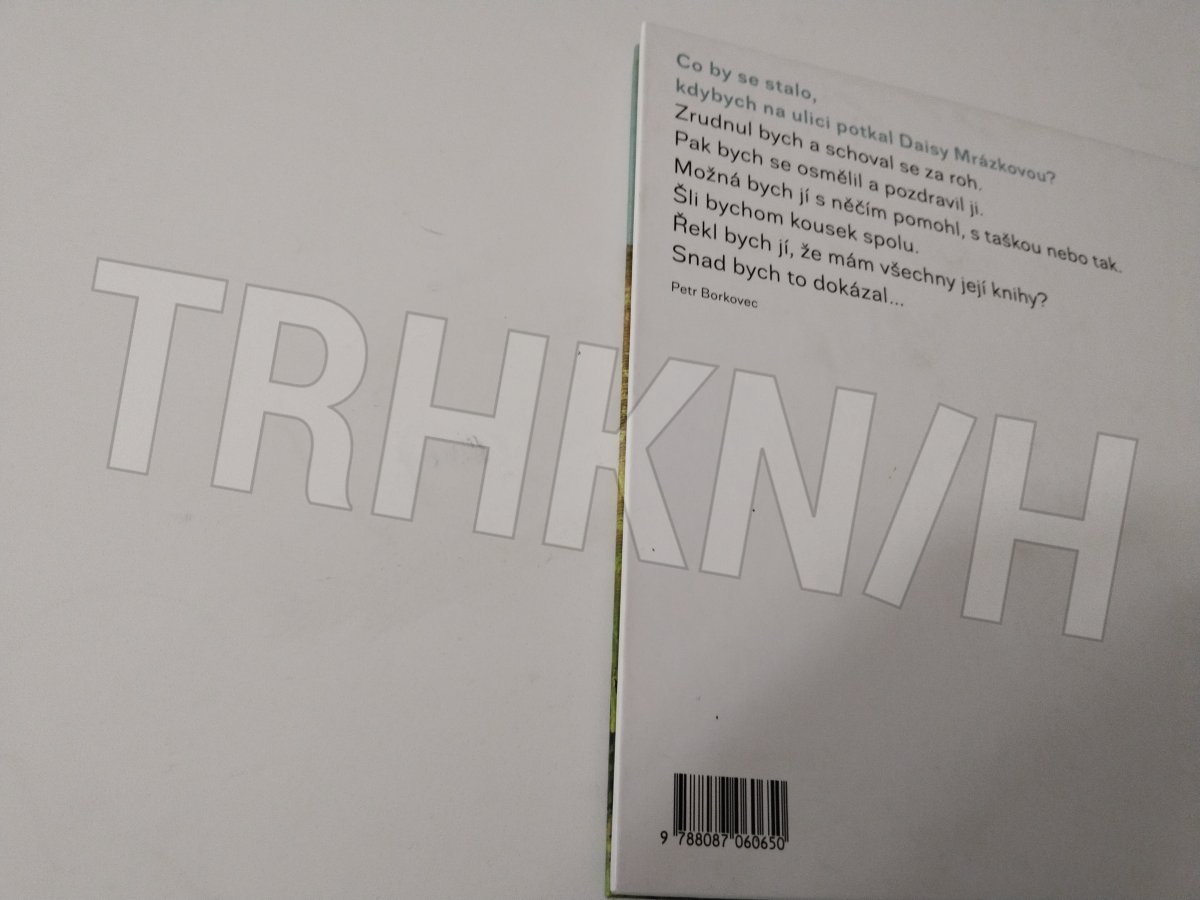 Co by se stalo,
kdybych na ulici potkal Daisy Mrázkovou?
Zrudnul bych a schoval se za roh.
Pak bych se osmělil a pozdravil ji.
Možná bych jí s něčím pomohl, s taškou nebo tak.
Šli bychom kousek spolu.
Řekl bych jí, že mám všechny její knihy?
Snad bych to dokázal...
Petr Borkovec
TRHKN/H
9 788087 060650